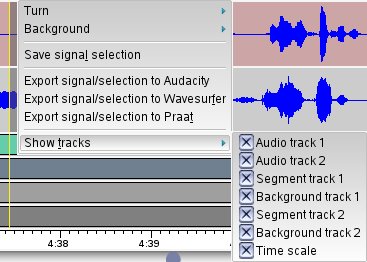 Turn
Background
Save signal selection
Export signal/selection to Audacity
Export signal/selection to Wavesurfer
Export signal/selection to Praat
Show tracks
Audio track 1
Audio track 2
Segment track 1
Background track 1
Segment track 2
Background track 2
Time scale
4:38
4:39